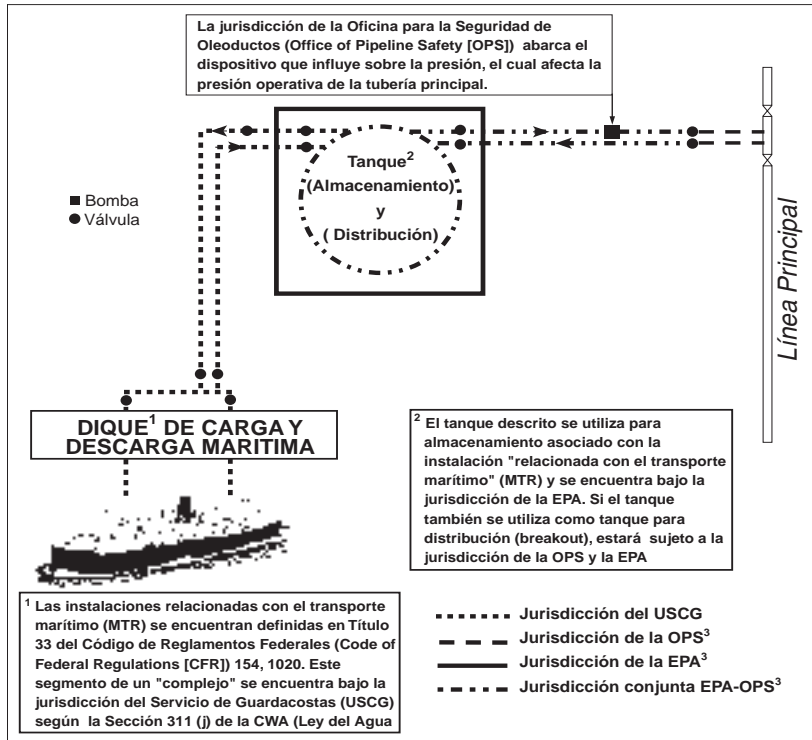 La jurisdicción de la Oficina para la Seguridad de
Oleoductos (Office of Pipeline Safety [OPS]) abarca el
dispositivo que influye sobre la presión, el cual afecta la
presión operativa de la tubería principal.
Tanque²
(Almacenamiento)
y
( Distribución)
Bomba
Válvula
Línea Principal
DIQUE¹ DE CARGA Y
DESCARGA MARITIMA
² El tanque descrito se utiliza para
almacenamiento asociado con la
instalación "relacionada con el transporte
marítimo" (MTR) y se encuentra bajo la
jurisdicción de la EPA. Si el tanque
también se utiliza como tanque para
distribución (breakout), estará sujeto a la
jurisdicción de la OPS y la EPA
¹ Las instalaciones relacionadas con el transporte
marítimo (MTR) se encuentran definidas en Título
33 del Código de Reglamentos Federales (Code of
Federal Regulations [CFR]) 154, 1020. Este
segmento de un "complejo" se encuentra bajo la
jurisdicción del Servicio de Guardacostas (USCG)
según la Sección 311 (j) de la CWA (Ley del Agua
Jurisdicción del USCG
Jurisdicción de la OPS³
Jurisdicción de la EPA³
Jurisdicción conjunta EPA-OPS³